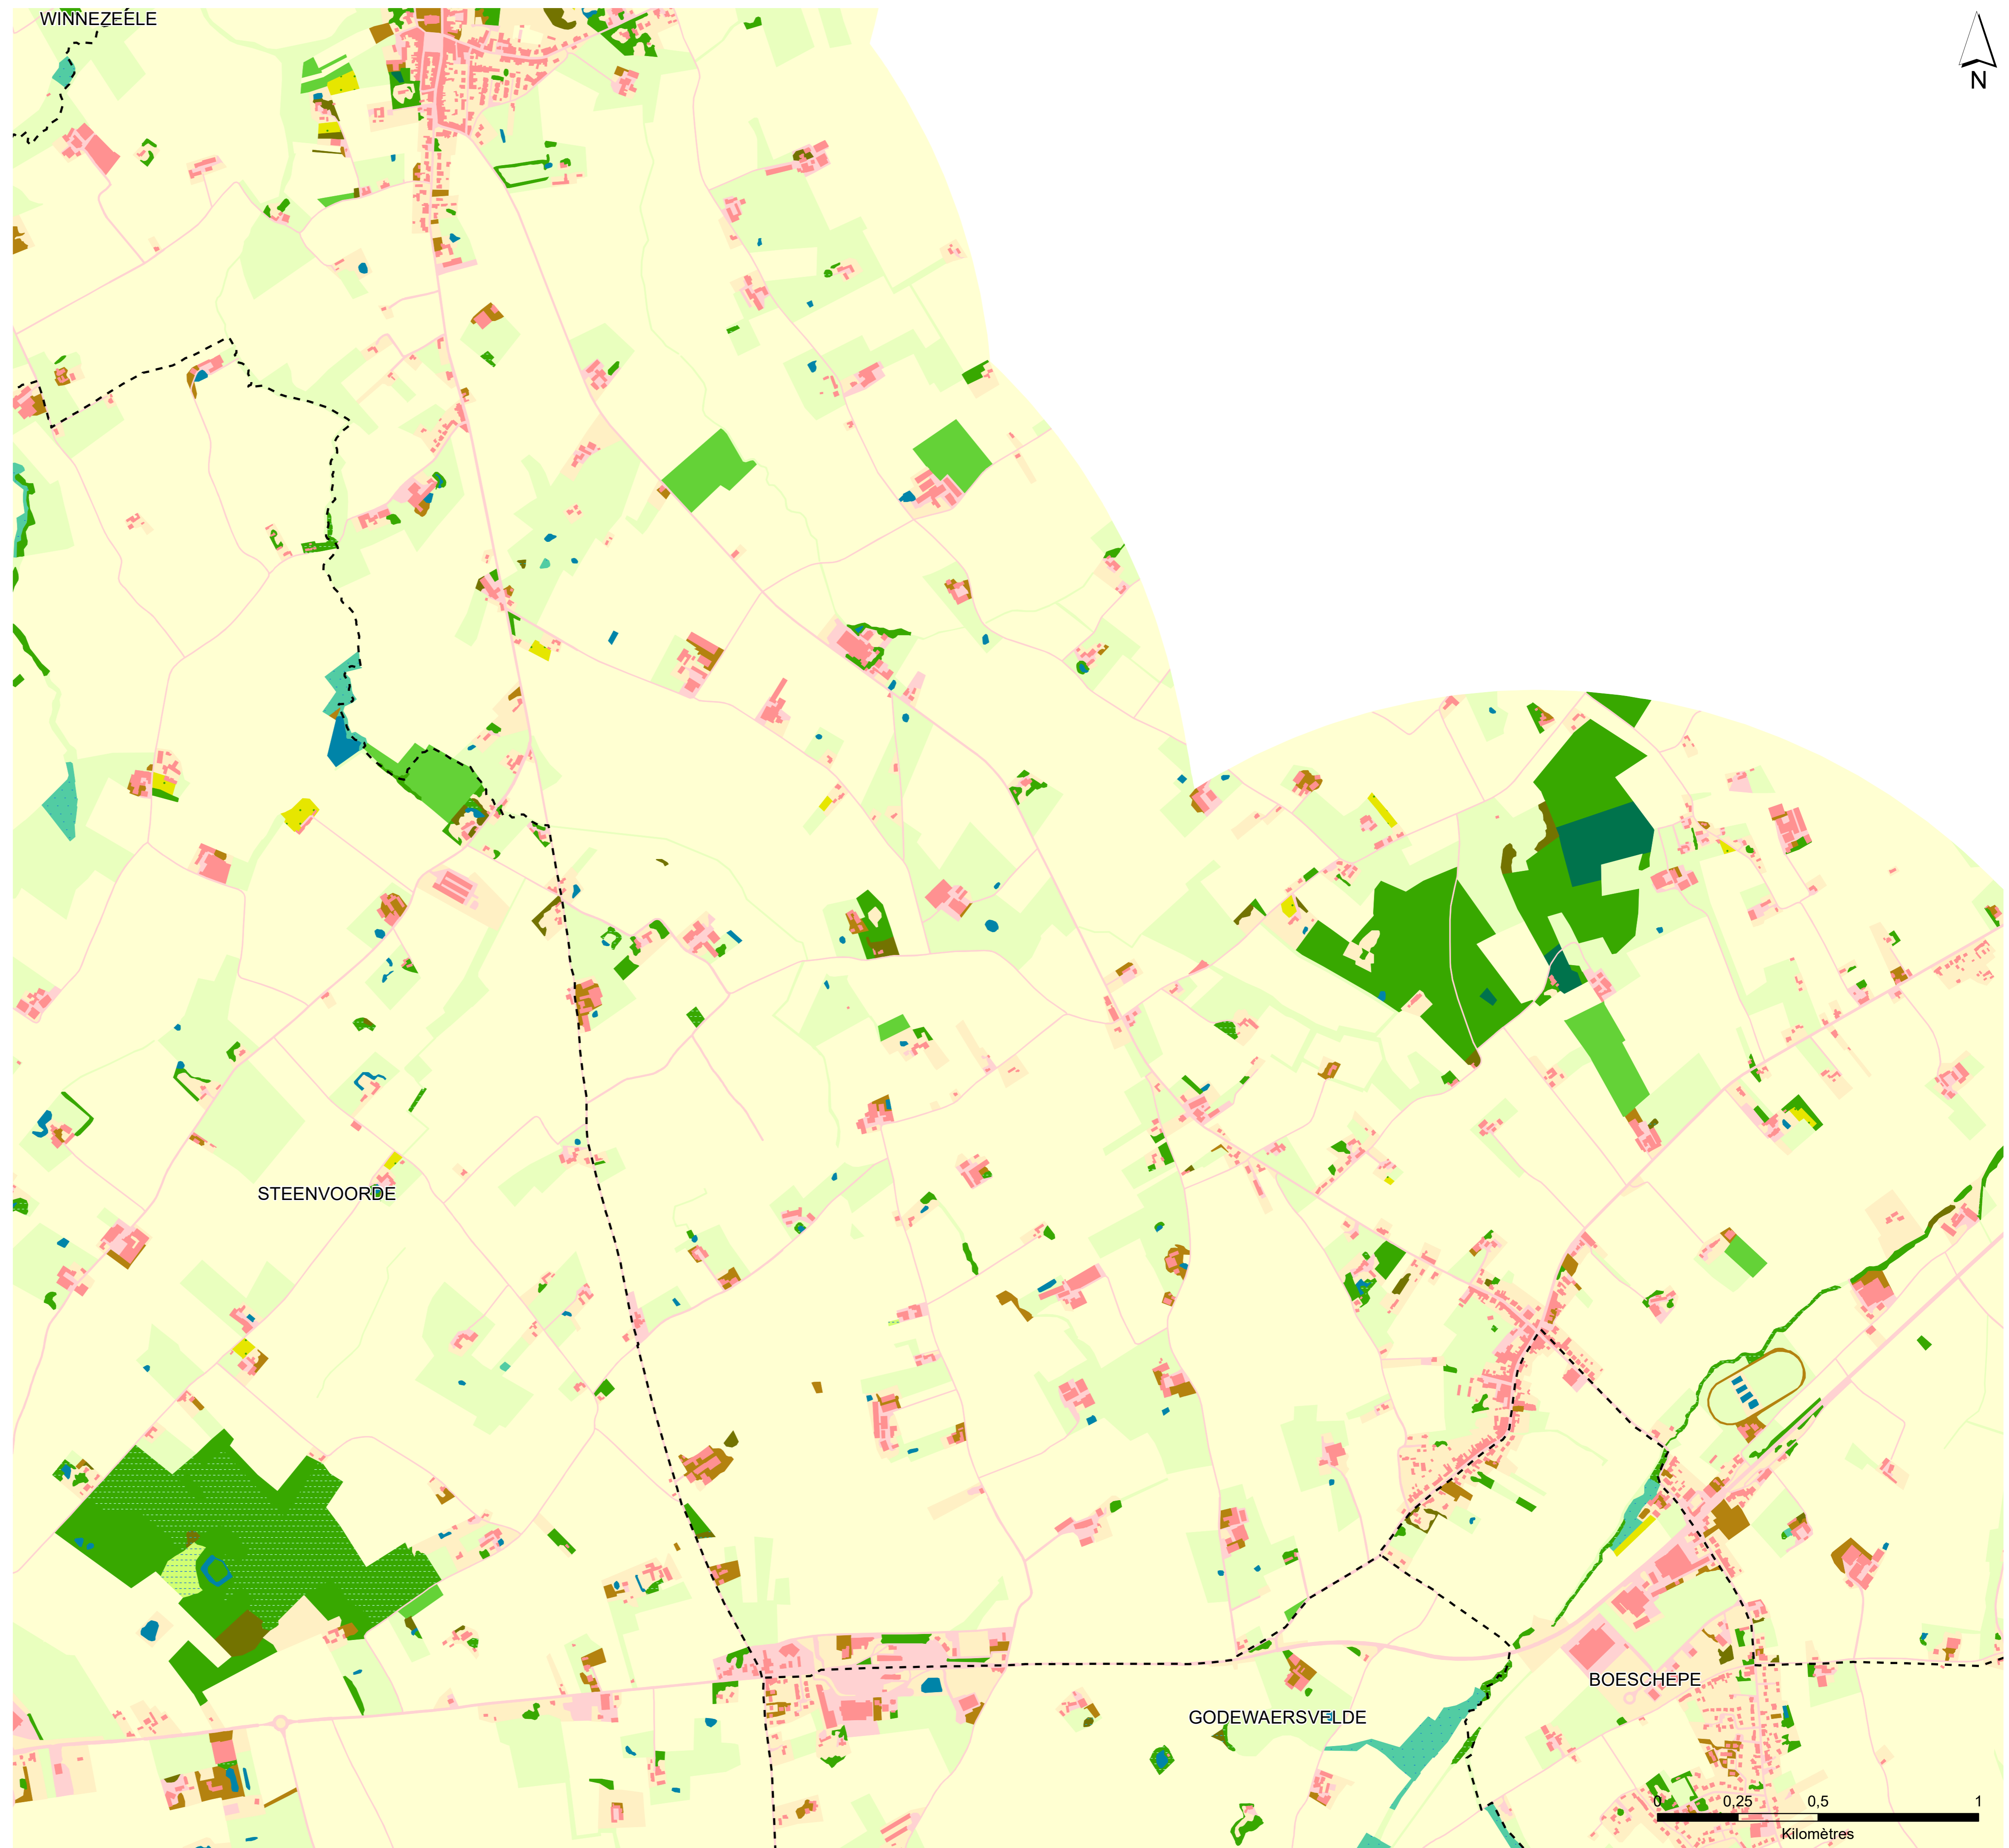 WINNEZEELE
N
STEENVOORDE
BOESCHEPE
GODEWAERSVELDE
0 0,25 0,5 1
Kilomètres